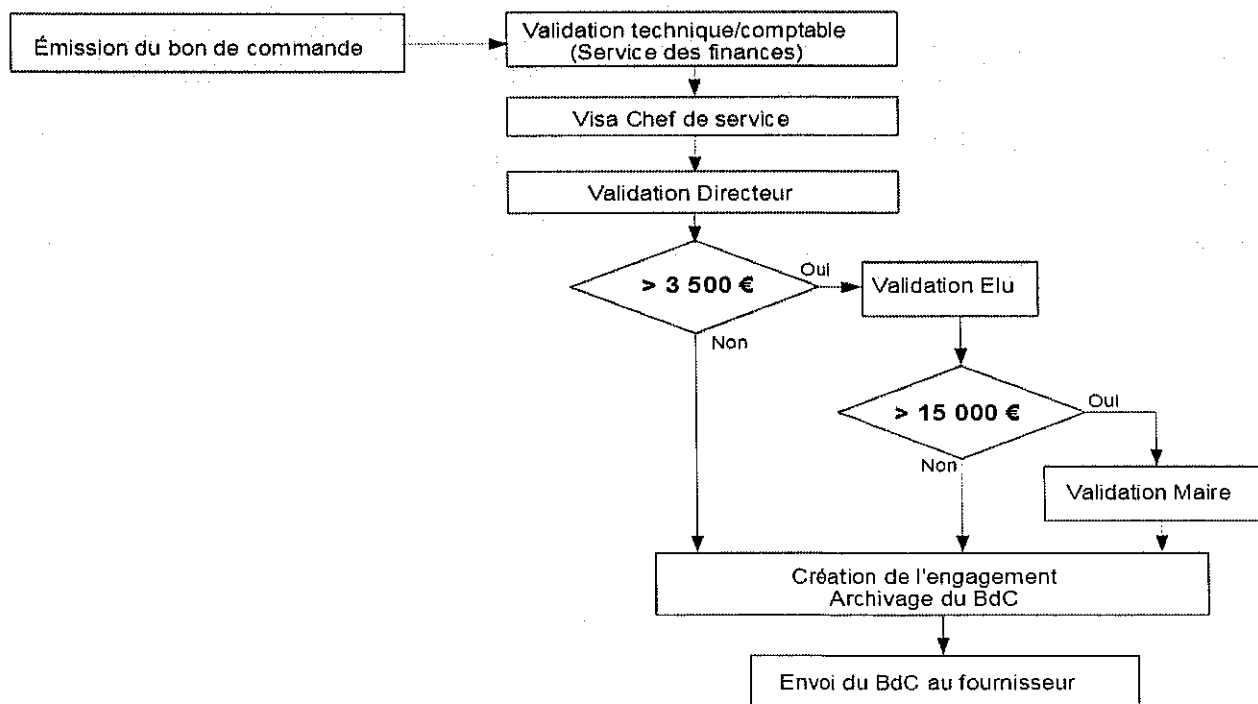 Émission du bon de commande
Validation technique/comptable
(Service des finances)
Visa Chef de service
Validation Directeur
> 3 500 €
Oui
Validation Elu
Non
> 15 000 €
Oui
Non
Validation Maire
Création de l'engagement
Archivage du BdC
Envoi du BdC au fournisseur